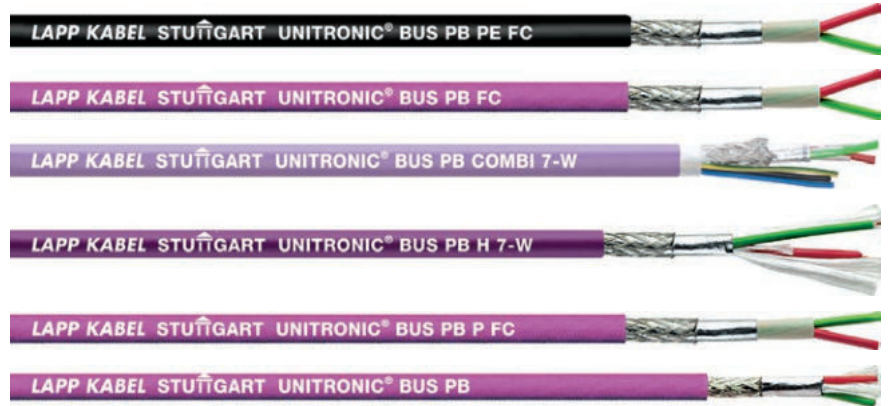 LAPP KABEL STUTTGART UNITRONIC® BUS PB PE FC
LAPP KABEL STUTTGART UNITRONIC® BUS PB FC
LAPP KABEL STUTTGART UNITRONIC® BUS PB COMBI 7-W
LAPP KABEL STUTTGART UNITRONIC® BUS PB H 7-W
LAPP KABEL STUTTGART UNITRONIC® BUS PB P FC
LAPP KABEL STUTTGART UNITRONIC® BUS PB